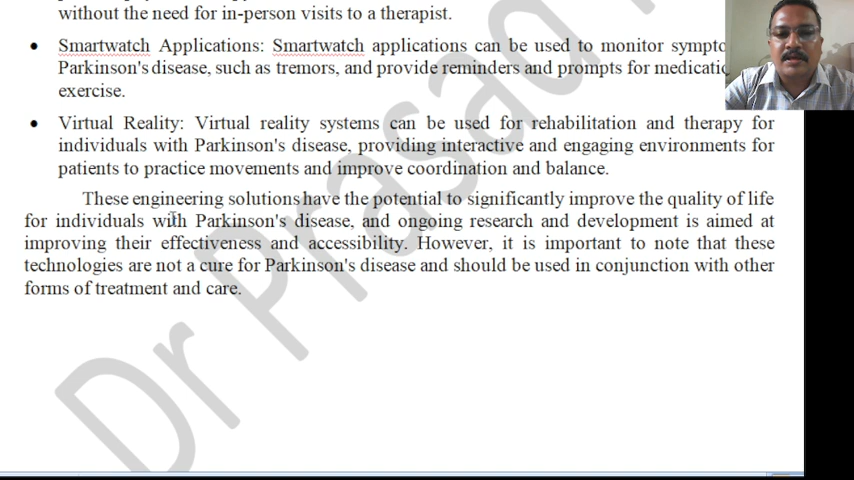 without the need for in-person visits to a therapist.
• Smartwatch Applications: Smartwatch applications can be used to monitor
Parkinson's disease, such as tremors, and provide reminders and prompts for
exercise.
• Virtual Reality: Virtual reality systems can be used for rehabilitation and therapy for
individuals with Parkinson's disease, providing interactive and engaging environments for
patients to practice movements and improve coordination and balance.
These engineering solutions have the potential to significantly improve the quality of life
for individuals with Parkinson's disease, and ongoing research and development is aimed at
improving their effectiveness and accessibility. However, it is important to note that these
technologies are not a cure for Parkinson's disease and should be used in conjunction with other
forms of treatment and care.
Dr Prasad